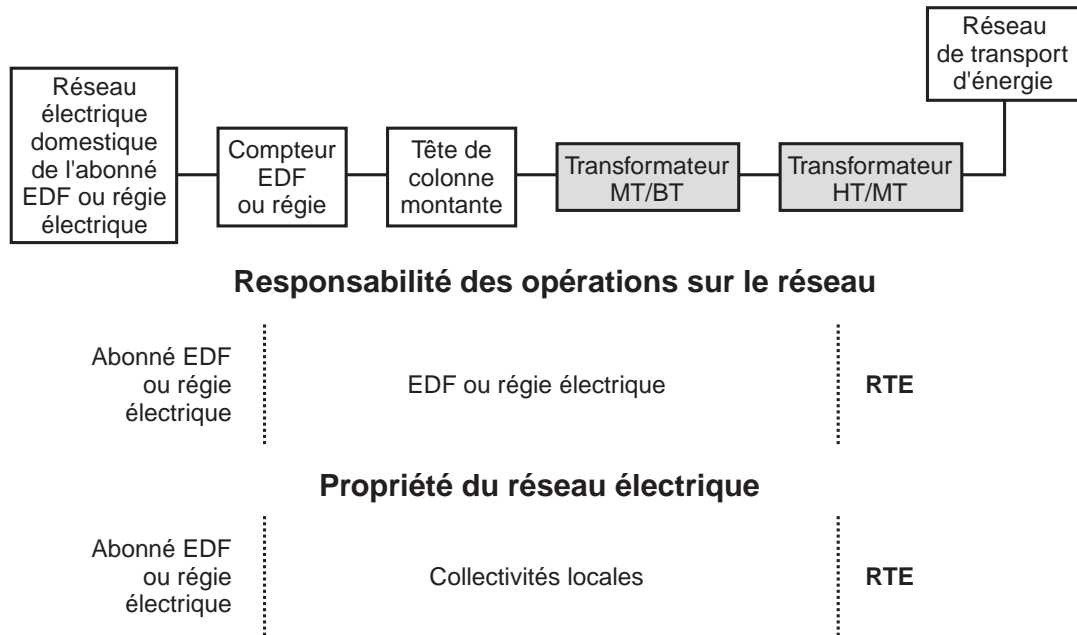 Réseau
de transport
d'énergie
Réseau
électrique
domestique
de l'abonné
EDF ou régie
électrique
Compteur
EDF
ou régie
Tête de
colonne
montante
Transformateur
MT/BT
Transformateur
HT/MT
Responsabilité des opérations sur le réseau
Abonné EDF
ou régie
électrique
EDF ou régie électrique
RTE
Propriété du réseau électrique
Abonné EDF
ou régie
électrique
Collectivités locales
RTE